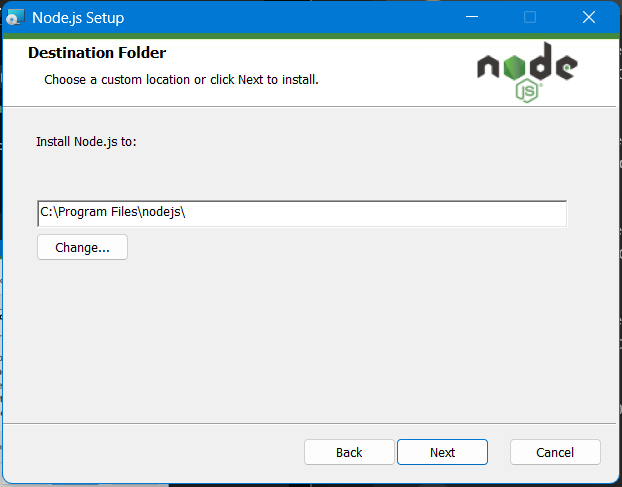 Node.js Setup
Destination Folder
Choose a custom location or click Next to install.
node
JS
Install Node.js to:
C:\Program Files\nodejs\
Change...
Back
Next
Cancel